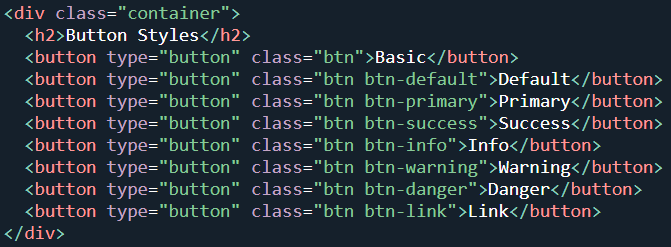 <div class="container">
  <h2>Button Styles</h2>
  <button type="button" class="btn">Basic</button>
  <button type="button" class="btn btn-default">Default</button>
  <button type="button" class="btn btn-primary">Primary</button>
  <button type="button" class="btn btn-success">Success</button>
  <button type="button" class="btn btn-info">Info</button>
  <button type="button" class="btn btn-warning">Warning</button>
  <button type="button" class="btn btn-danger">Danger</button>
  <button type="button" class="btn btn-link">Link</button>
</div>